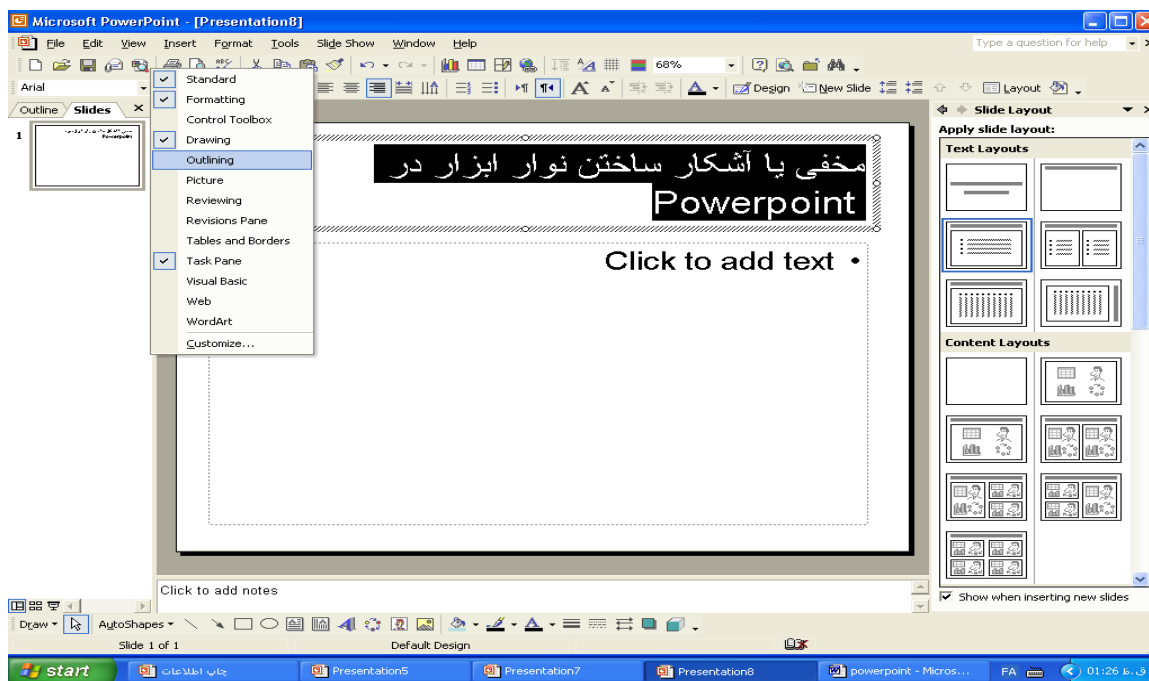 Microsoft PowerPoint - [Presentation8]
File Edit View Insert Format Tools Slide Show Window Help
Type a question for help
68%
Arial
Design New Slide Layout
Outline Slides
Standard
Formatting
Control Toolbox
Drawing
Outlining
Picture
Reviewing
Revisions Pane
Tables and Borders
Task Pane
Visual Basic
Web
WordArt
Customize...
1
مخفی یا آشکار ساختن نوار ابزار در
Powerpoint
Click to add text •
Slide Layout
Apply slide layout:
Text Layouts
Content Layouts
Show when inserting new slides
Click to add notes
Draw AutoShapes
Slide 1 of 1 Default Design
start چاپ اطلاعات Presentation5 Presentation7 Presentation8 powerpoint - Micros... FA 01:26 ق.ظ